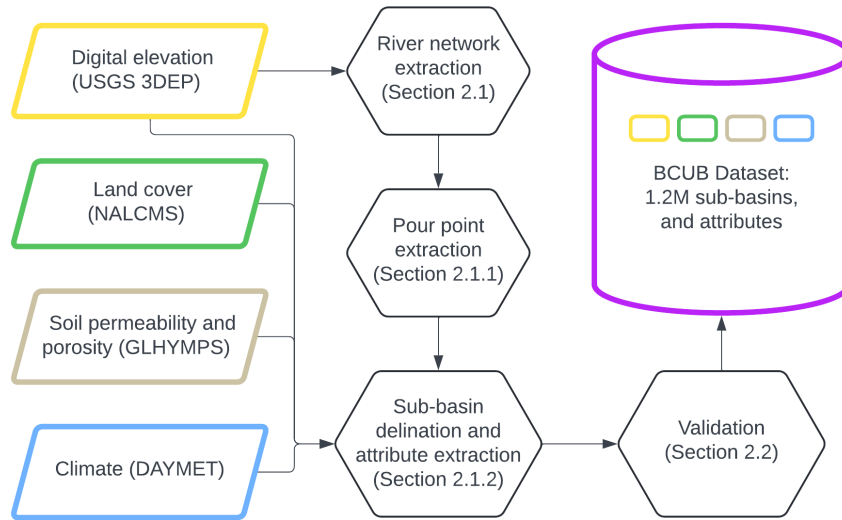 Digital elevation
(USGS 3DEP)
River network
extraction
(Section 2.1)
Land cover
(NALCMS)
Pour point
extraction
(Section 2.1.1)
BCUB Dataset:
1.2M sub-basins,
and attributes
Soil permeability and
porosity (GLHYMPS)
Climate (DAYMET)
Sub-basin
delination and
attribute extraction
(Section 2.1.2)
Validation
(Section 2.2)